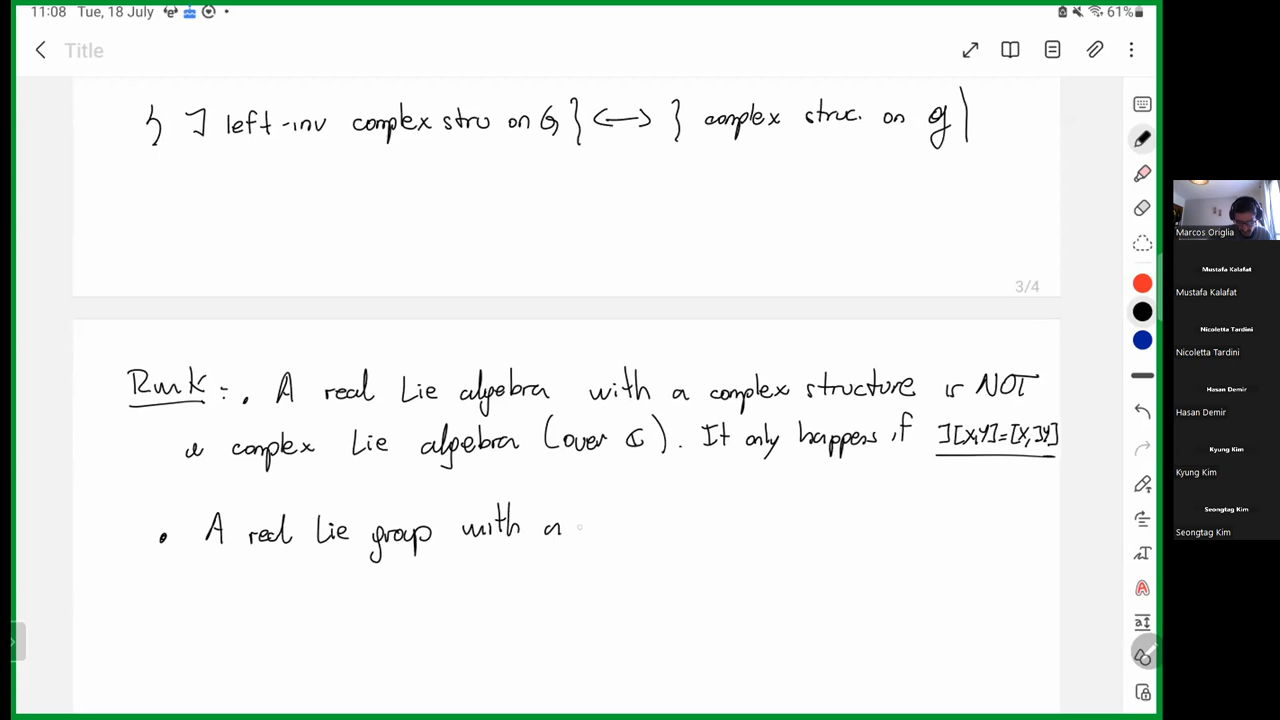 11:08 Tue, 18 July
61%
Title
{ J left-inv complex stru on G } <-> { complex struc. on g }
3/4
Rmk: . A real Lie algebra with a complex structure is NOT
a complex Lie algebra (over C). It only happens if J[X,Y]=[X,JY]
• A real Lie group with a
Marcos Origlia
Mustafa Kalafat
Mustafa Kalafat
Nicoletta Tardini
Nicoletta Tardini
Hasan Demir
Hasan Demir
Kyung Kim
Kyung Kim
Seongtag Kim
Seongtag Kim